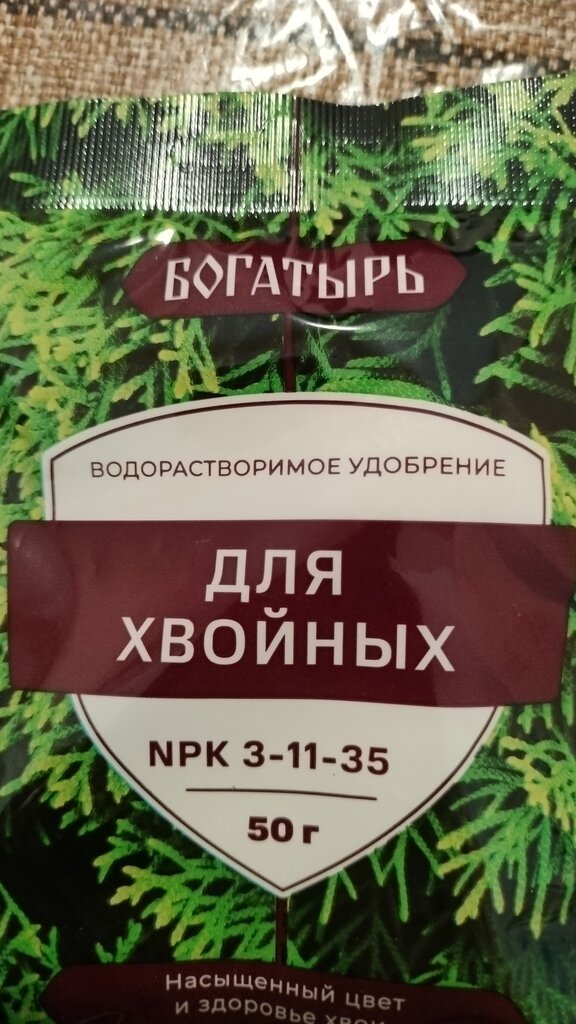 БОГАТЫРЬ
ВОДОРАСТВОРИМОЕ УДОБРЕНИЕ
ДЛЯ
ХВОЙНЫХ
NPK 3-11-35
50 г
Насыщенный цвет
и здоровье